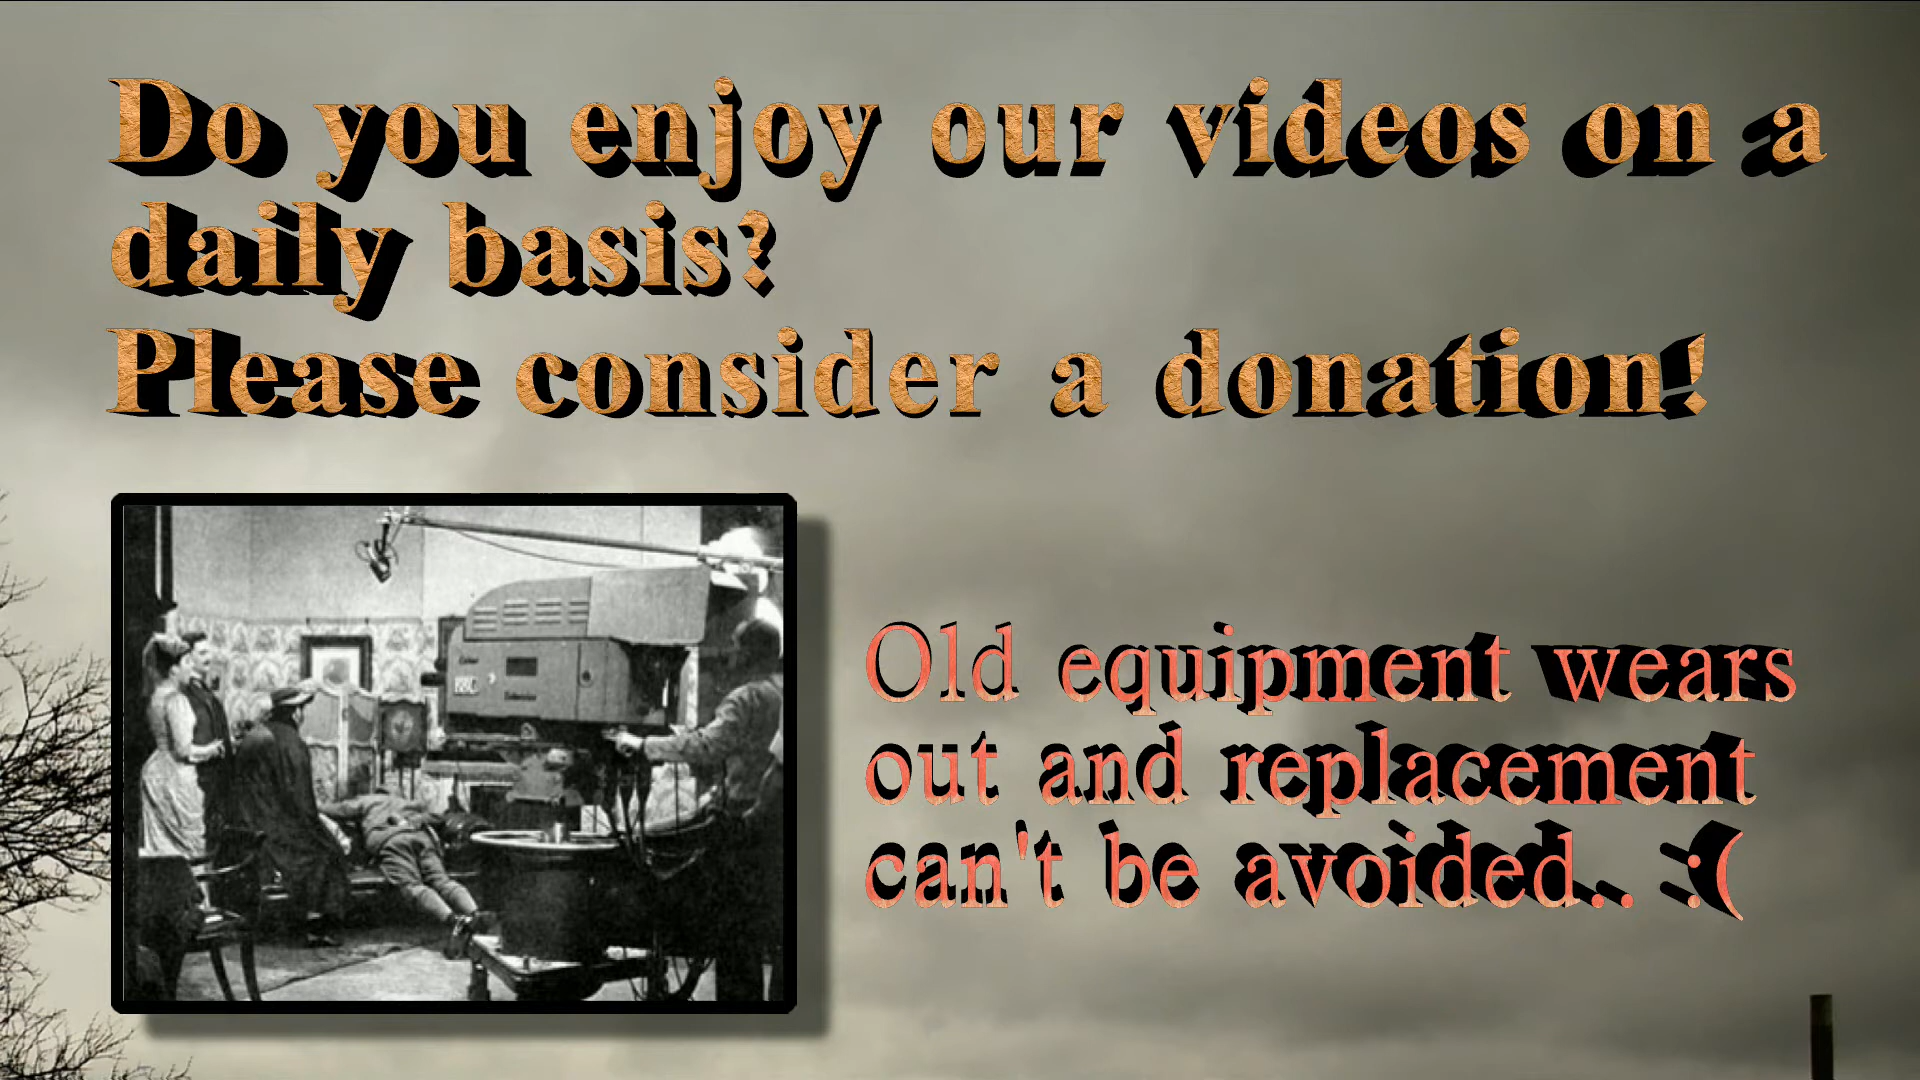 Do you enjoy our videos on a
daily basis?
Please consider a donation!
Old equipment wears
out and replacement
can't be avoided.. :(
BBC